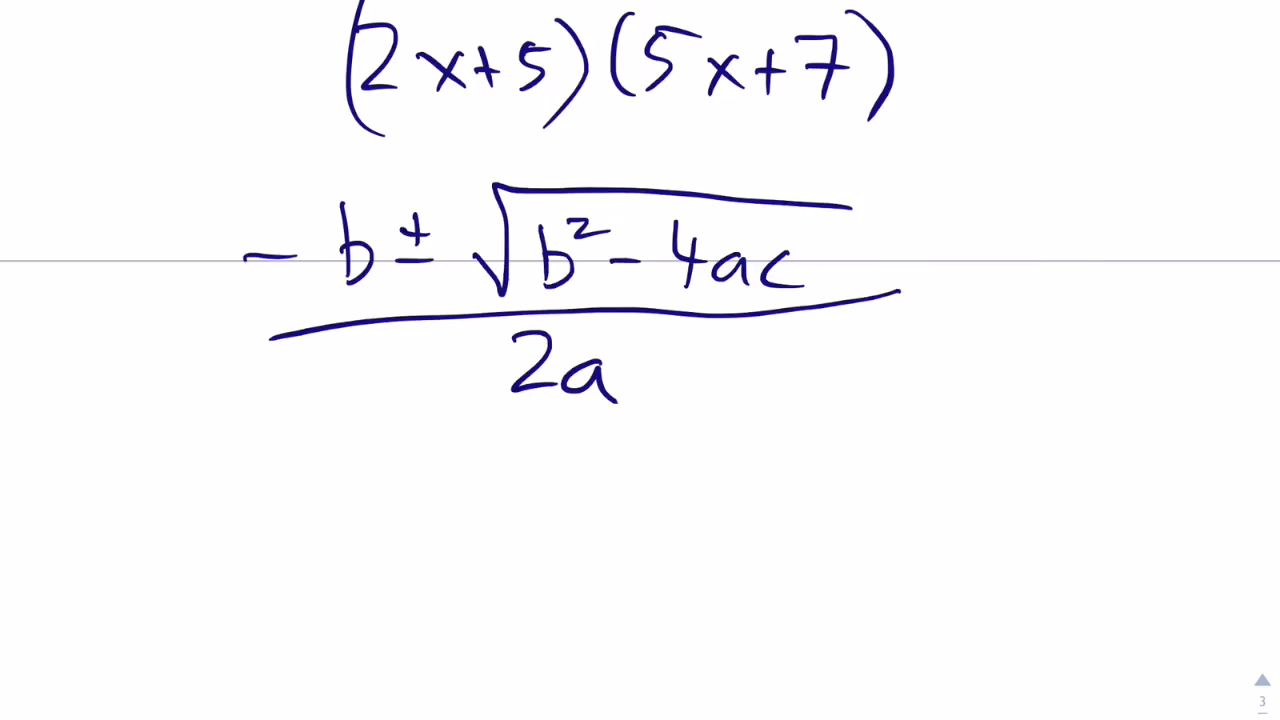 (2x+5)(5x+7)
- b ± √b² - 4ac
2a
3